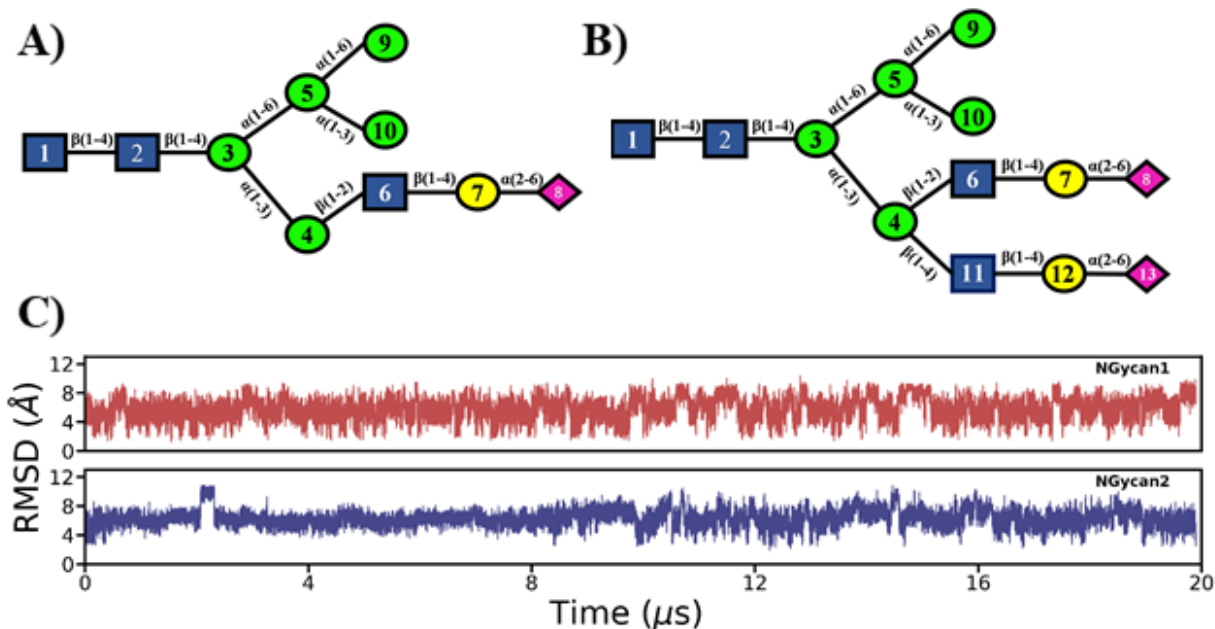 A)
1 β(1-4) 2 β(1-4) 3 α(1-6) 5 α(1-6) 9
α(1-3) 10
α(1-3) 4 β(1-2) 6 β(1-4) 7 α(2-6) 8
B)
1 β(1-4) 2 β(1-4) 3 α(1-6) 5 α(1-6) 9
α(1-3) 10
α(1-3) 4 β(1-2) 6 β(1-4) 7 α(2-6) 8
β(1-4) 11 β(1-4) 12 α(2-6) 13
C)
RMSD (Å)
12
8
4
0
NGycan1
12
8
4
0
NGycan2
0 4 8 12 16 20
Time (μs)